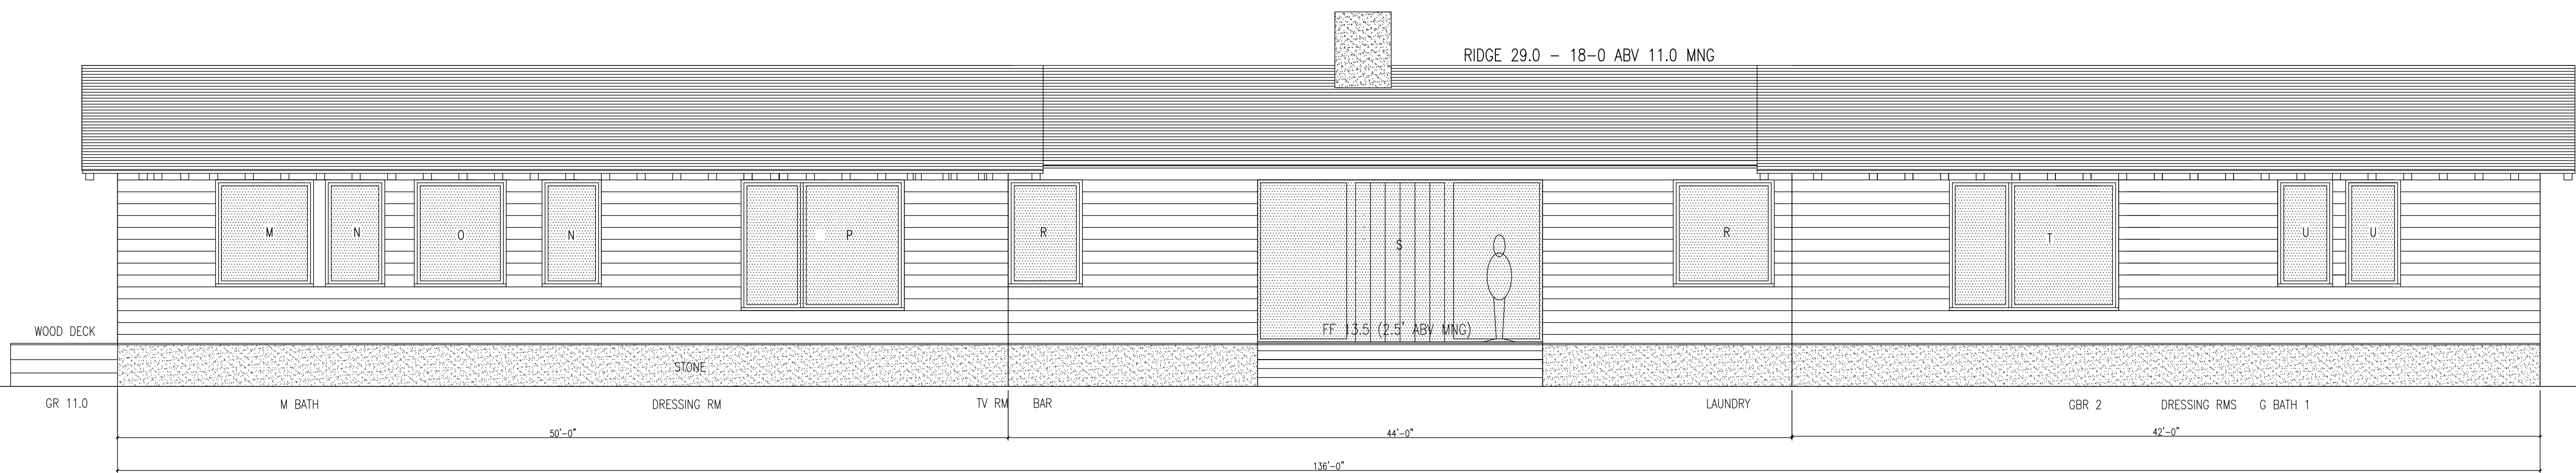 RIDGE 29.0 - 18-0 ABV 11.0 MNG
M
N
O
N
P
R
S
R
T
U
U
WOOD DECK
FF 13.5 (2.5' ABV MNG)
STONE
GR 11.0
M BATH
DRESSING RM
TV RM
BAR
LAUNDRY
GBR 2
DRESSING RMS
G BATH 1
50'-0"
44'-0"
42'-0"
136'-0"